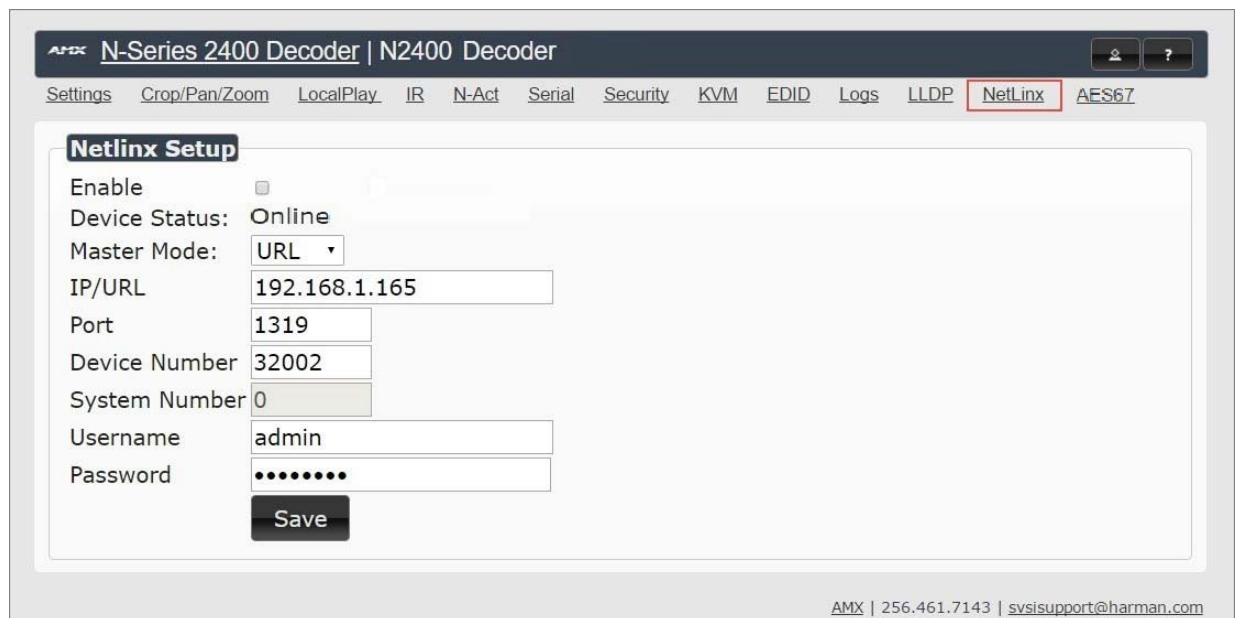 AMX N-Series 2400 Decoder | N2400 Decoder ?
Settings Crop/Pan/Zoom LocalPlay IR N-Act Serial Security KVM EDID Logs LLDP NetLinx AES67
Netlinx Setup
Enable
Device Status: Online
Master Mode: URL
IP/URL 192.168.1.165
Port 1319
Device Number 32002
System Number 0
Username admin
Password ••••••••
Save
AMX | 256.461.7143 | svsisupport@harman.com